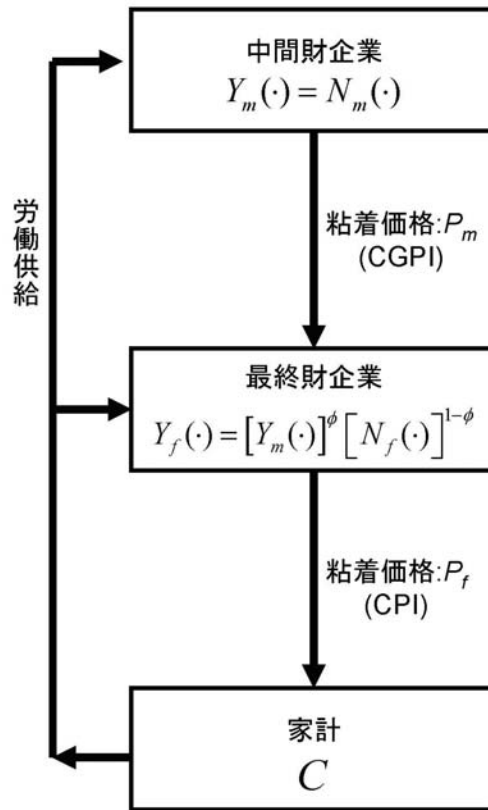 中間財企業
Y_m(·) = N_m(·)
労働供給
粘着価格:P_m
(CGPI)
最終財企業
Y_f(·) = [Y_m(·)]^ϕ [N_f(·)]^{1−ϕ}
粘着価格:P_f
(CPI)
家計
C